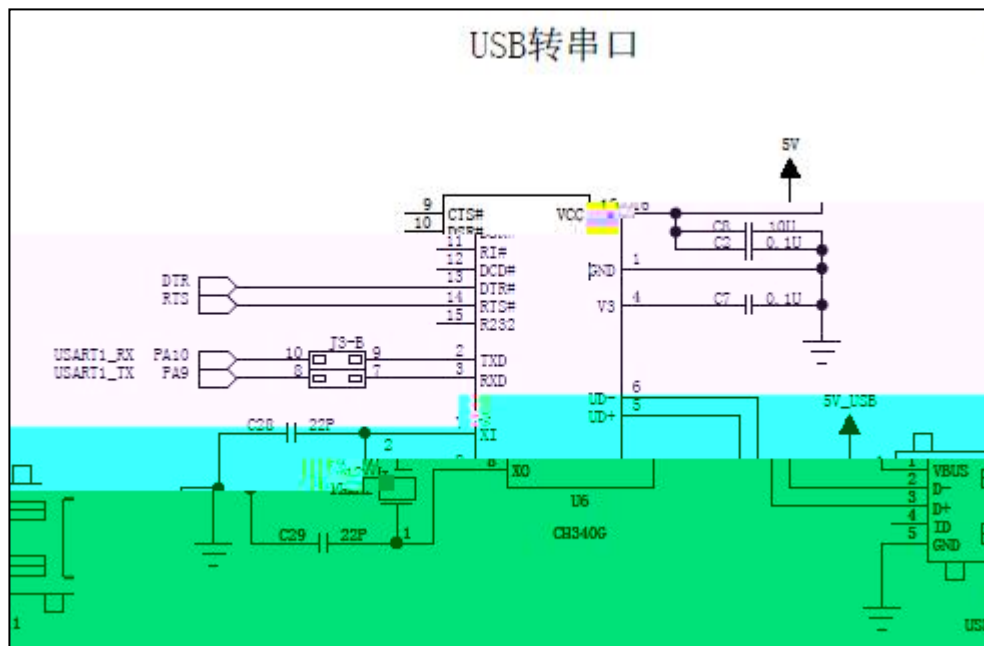 USB转串口
5V
9 CTS# VCC
10
C8 10U
11 RI# C2 0.1U
12 DCD# GND 1
DTR 13 DTR#
RTS 14 RTS# V3 4 C7 0.1U
15 R232
J3-B
USART1_RX PA10 10 9 2 TXD
USART1_TX PA9 8 7 3 RXD
UD- 6
UD+ 5 5V_USB
C28 22P XI
2
8 XO
1 VBUS
2 D-
U6 3 D+
4 ID
C29 22P 1 CH340G 5 GND
1